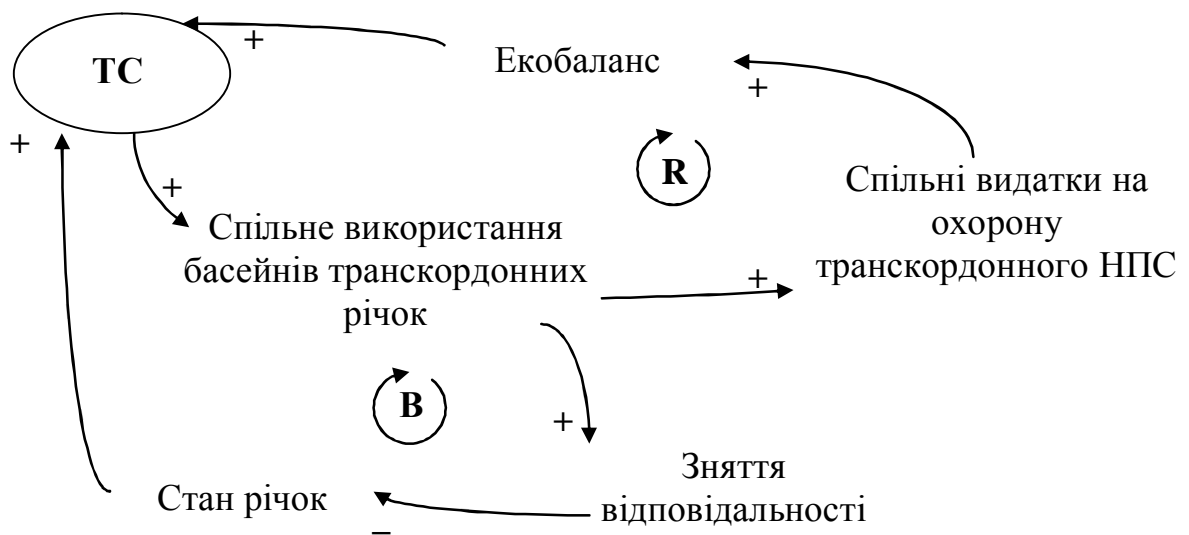 ТС
+
Екобаланс
+
+
+
R
Спільні видатки на
охорону
транскордонного НПС
Спільне використання
басейнів транскордонних
річок
+
B
+
Зняття
відповідальності
Стан річок
–